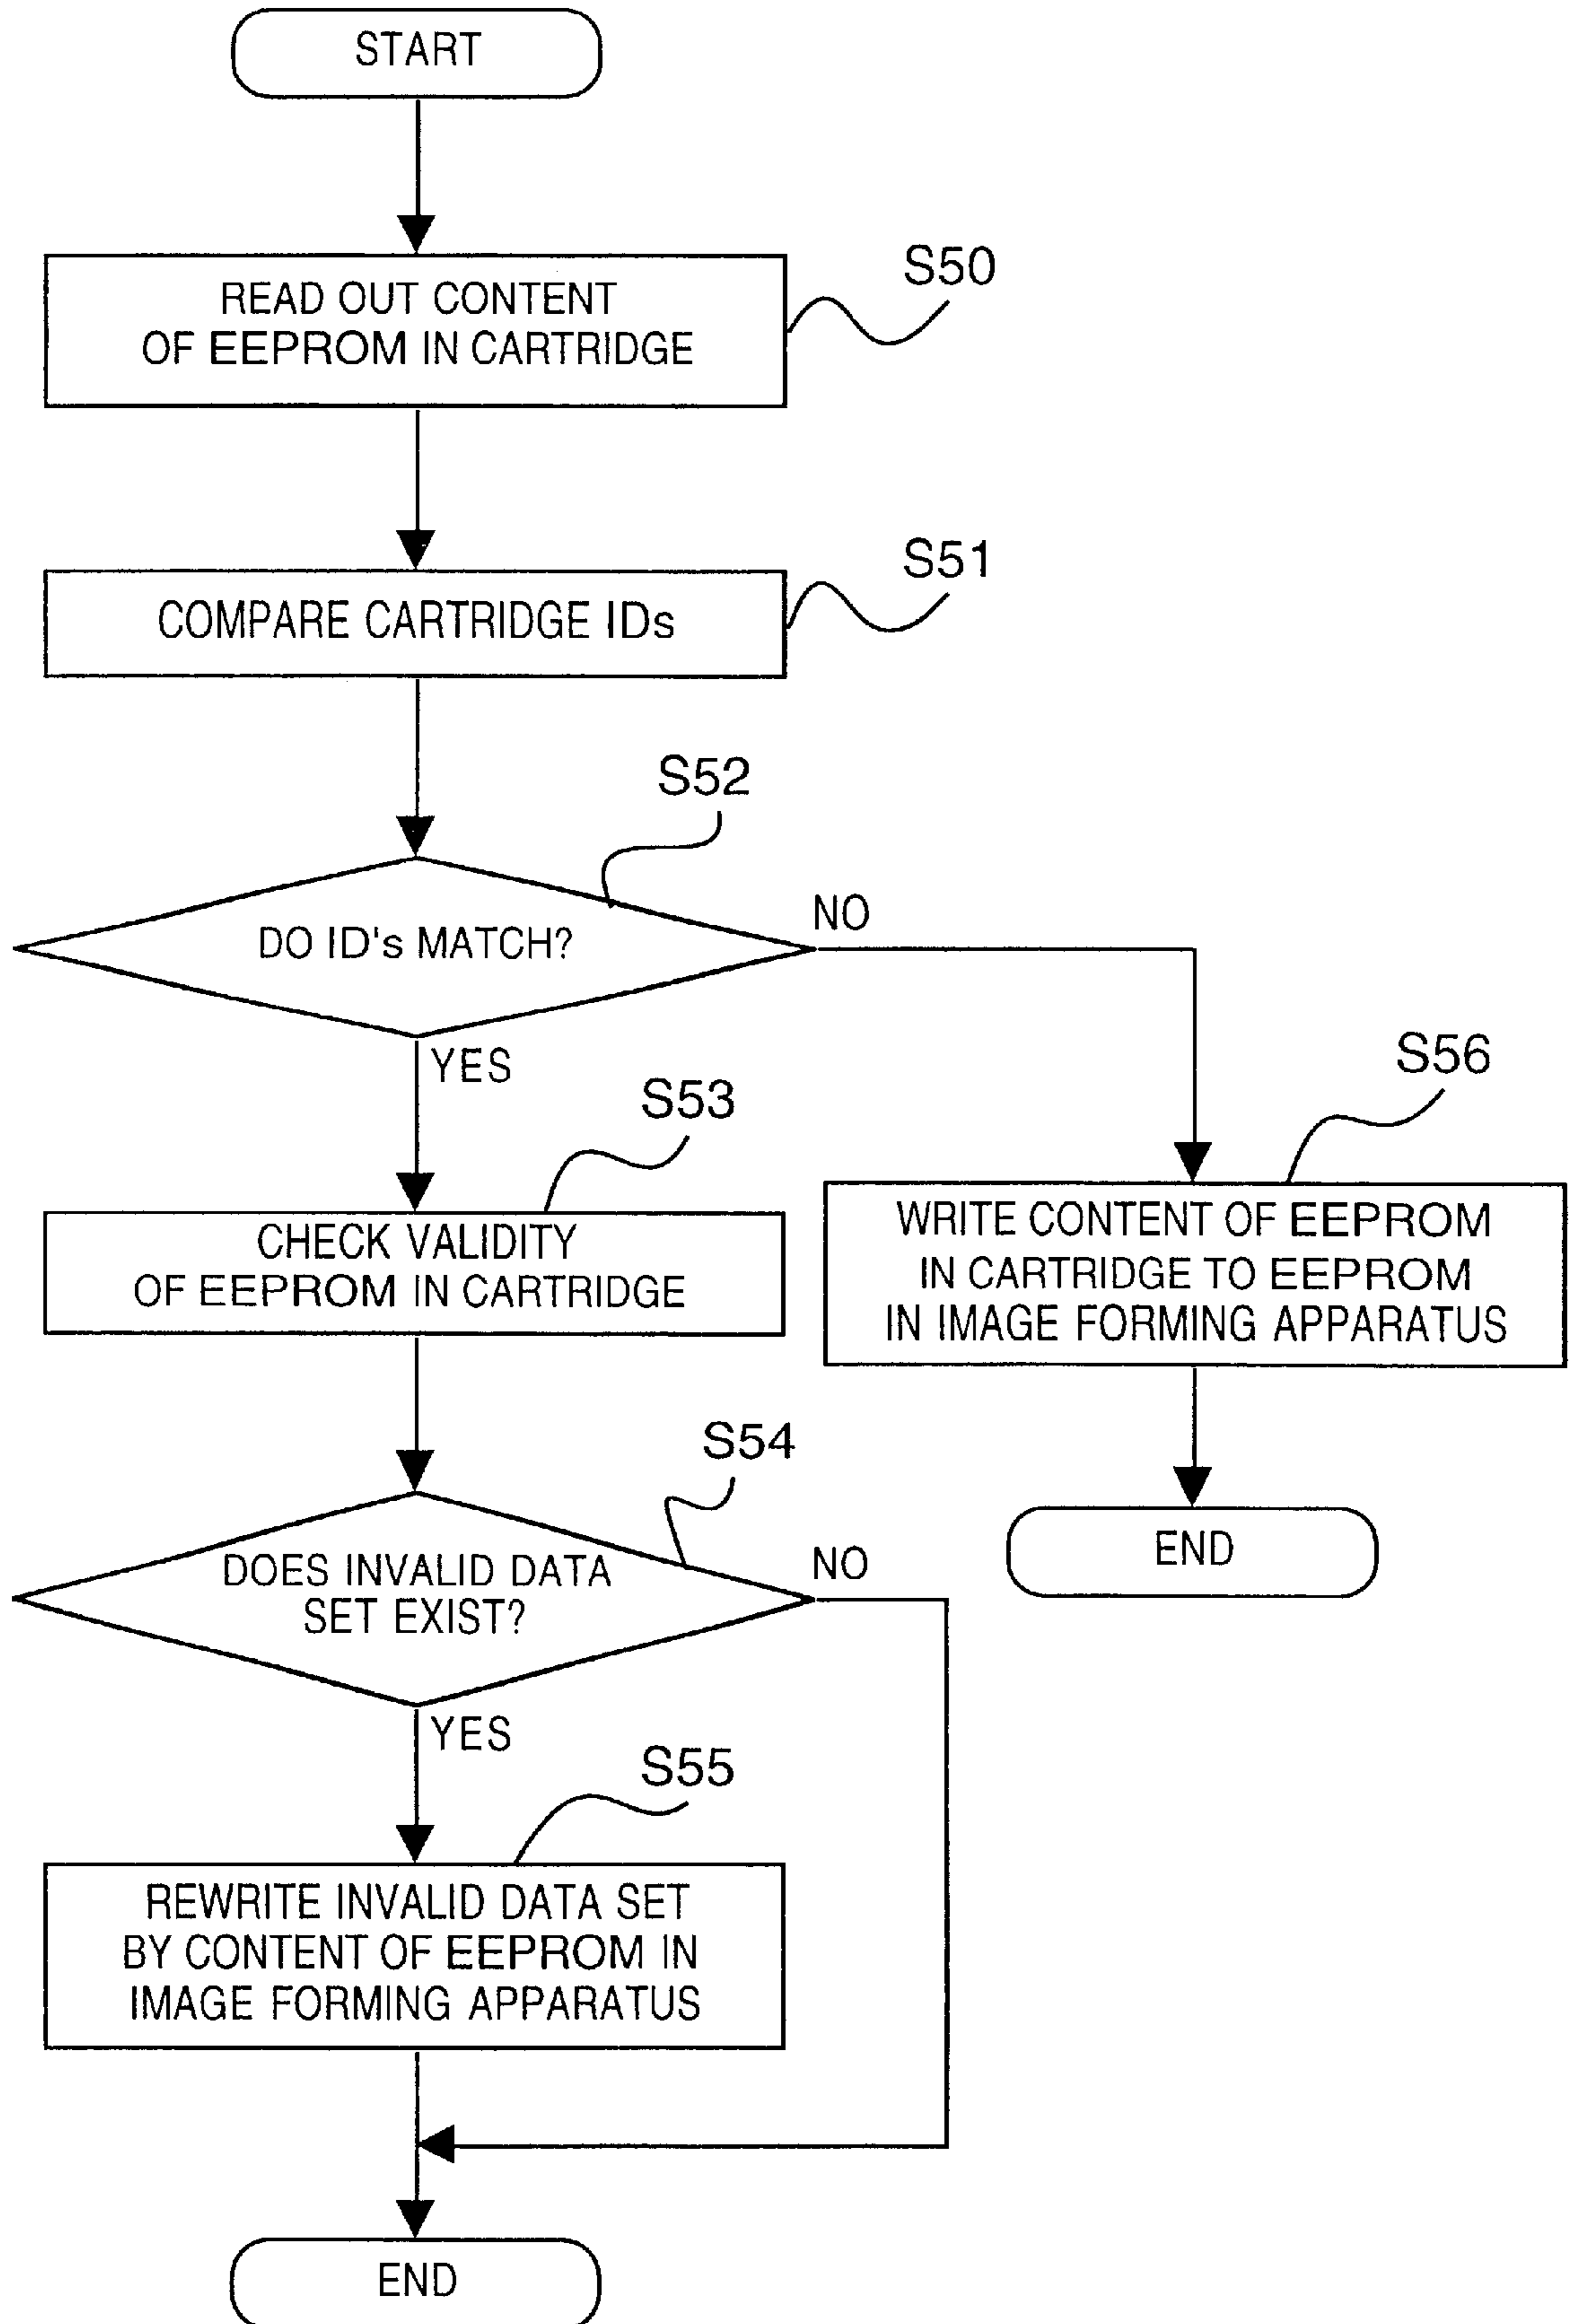 START
S50
READ OUT CONTENT
OF EEPROM IN CARTRIDGE
S51
COMPARE CARTRIDGE IDs
S52
DO ID's MATCH?
NO
YES
S53
CHECK VALIDITY
OF EEPROM IN CARTRIDGE
S56
WRITE CONTENT OF EEPROM
IN CARTRIDGE TO EEPROM
IN IMAGE FORMING APPARATUS
END
S54
DOES INVALID DATA
SET EXIST?
NO
YES
S55
REWRITE INVALID DATA SET
BY CONTENT OF EEPROM IN
IMAGE FORMING APPARATUS
END